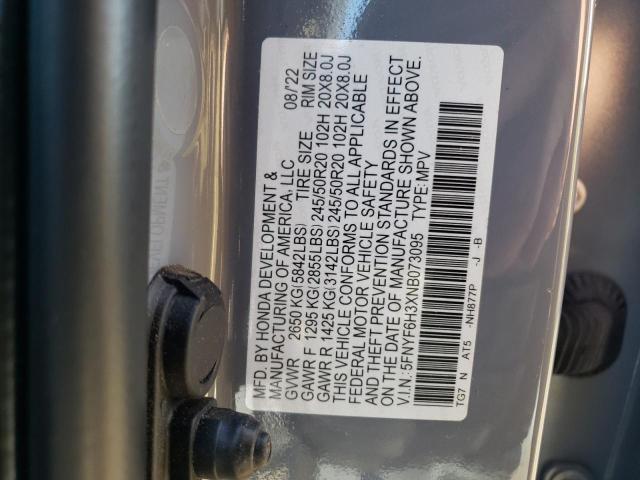 MFD. BY HONDA DEVELOPMENT &
MANUFACTURING OF AMERICA, LLC 08/'22
GVWR 2650 KG(5842LBS) TIRE SIZE RIM SIZE
GAWR F 1295 KG(2855LBS) 245/50R20 102H 20X8.0J
GAWR R 1425 KG(3142LBS) 245/50R20 102H 20X8.0J
THIS VEHICLE CONFORMS TO ALL APPLICABLE
FEDERAL MOTOR VEHICLE SAFETY
AND THEFT PREVENTION STANDARDS IN EFFECT
ON THE DATE OF MANUFACTURE SHOWN ABOVE.
V.I.N.: 5FNYF6H3XNB073095 TYPE: MPV
TG7 N AT5 -NH877P -J -B